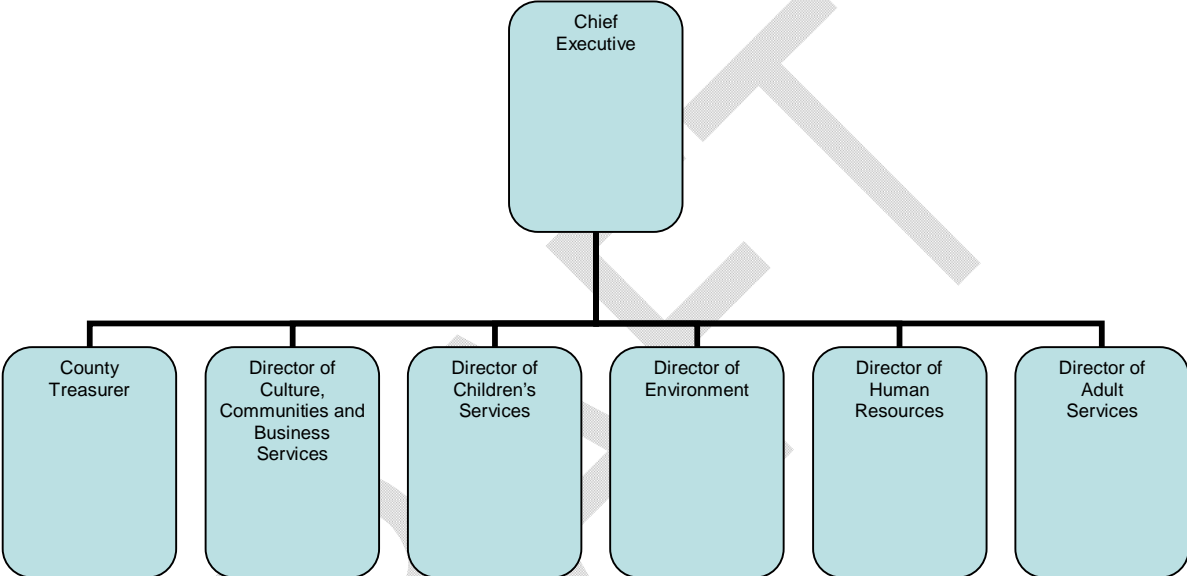 Chief
Executive
County
Treasurer
Director of
Culture,
Communities and
Business
Services
Director of
Children's
Services
Director of
Environment
Director of
Human
Resources
Director of
Adult
Services